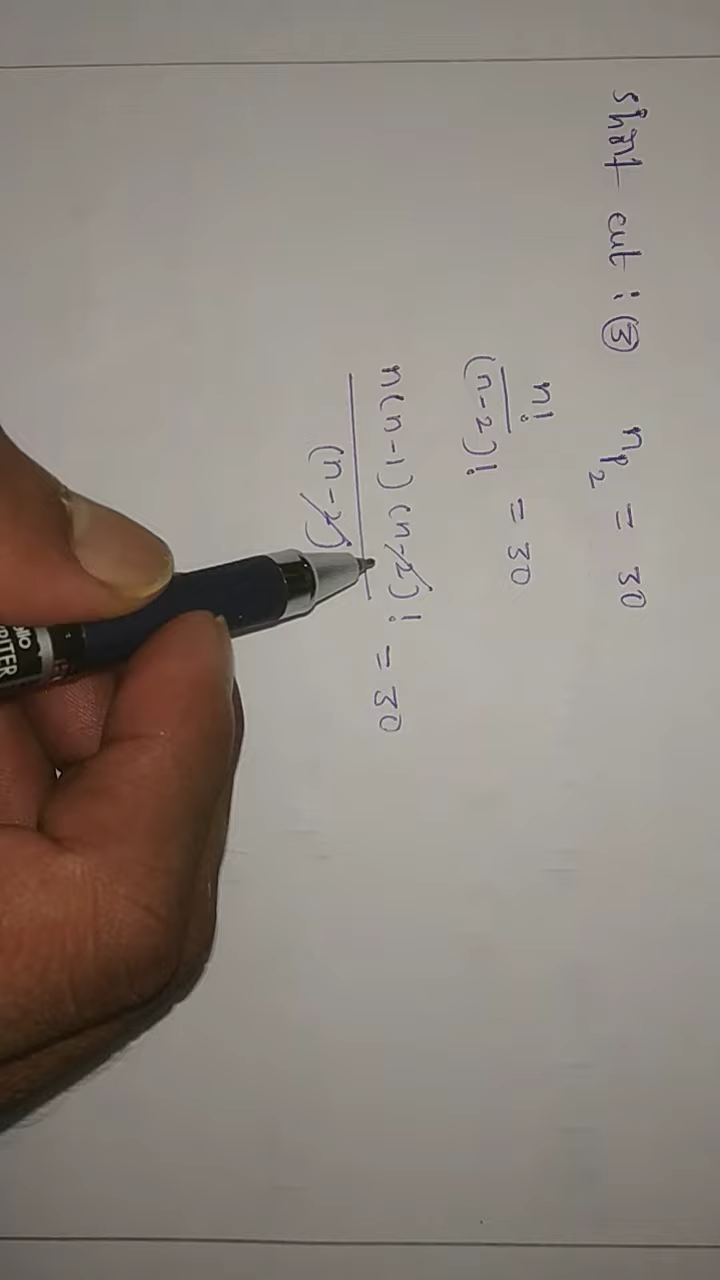 short cut : ③ nP₂ = 30
n!
(n-2)! = 30
n(n-1) (n-2)! = 30
(n-2)